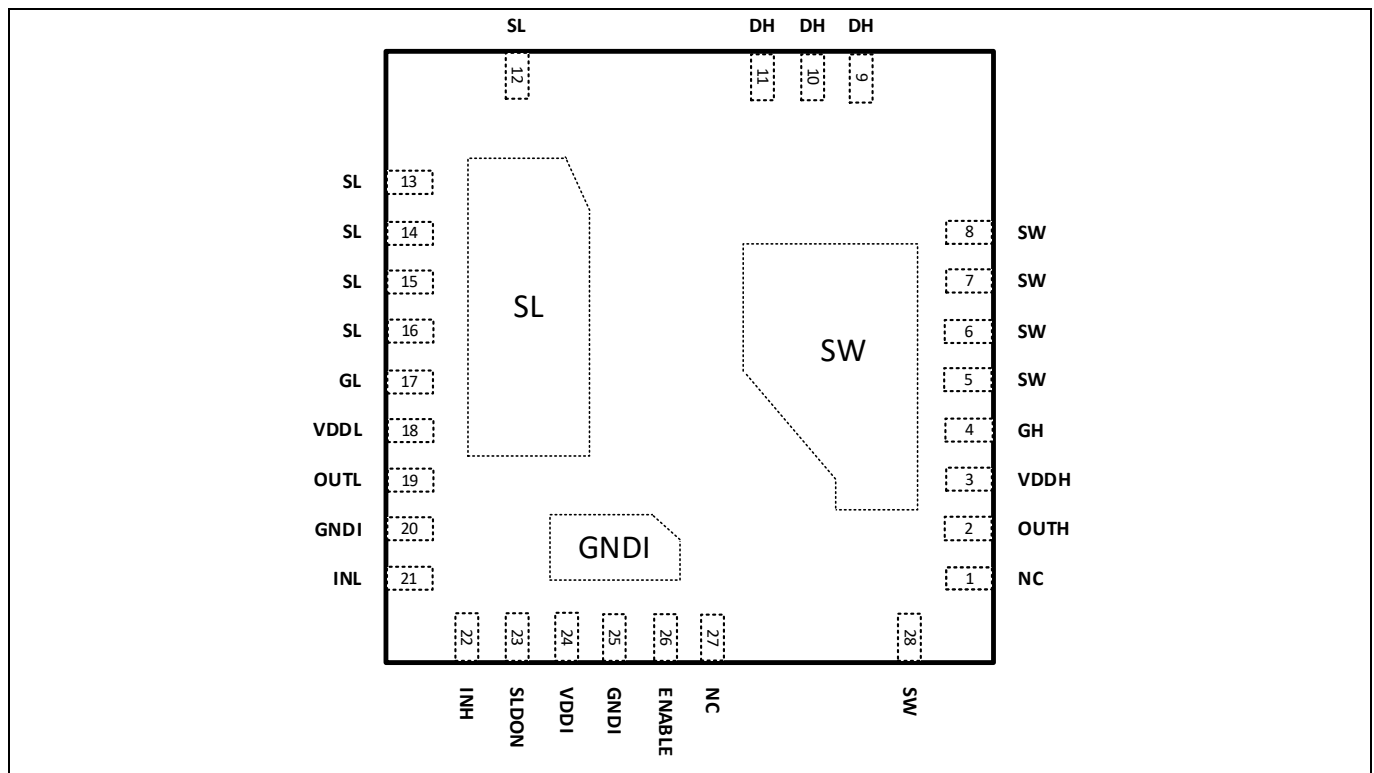 SL DH DH DH
12 11 10 9
SL 13
SL 14 8 SW
SL 15 7 SW
SL SW
SL 16 6 SW
GL 17 5 SW
VDDL 18 4 GH
OUTL 19 3 VDDH
GNDI 20 2 OUTH
GNDI
INL 21 1 NC
22 23 24 25 26 27 28
INH SLDON VDDI GNDI ENABLE NC SW